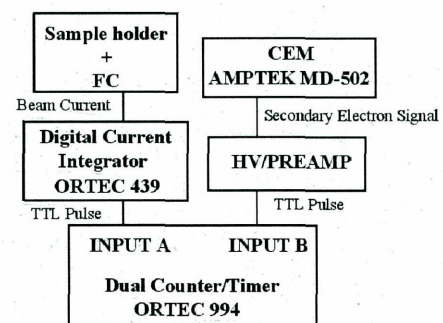 Sample holder
+
FC
CEM
AMPTEK MD-502
Beam Current
Secondary Electron Signal
Digital Current
Integrator
ORTEC 439
HV/PREAMP
TTL Pulse
TTL Pulse
INPUT A
INPUT B
Dual Counter/Timer
ORTEC 994